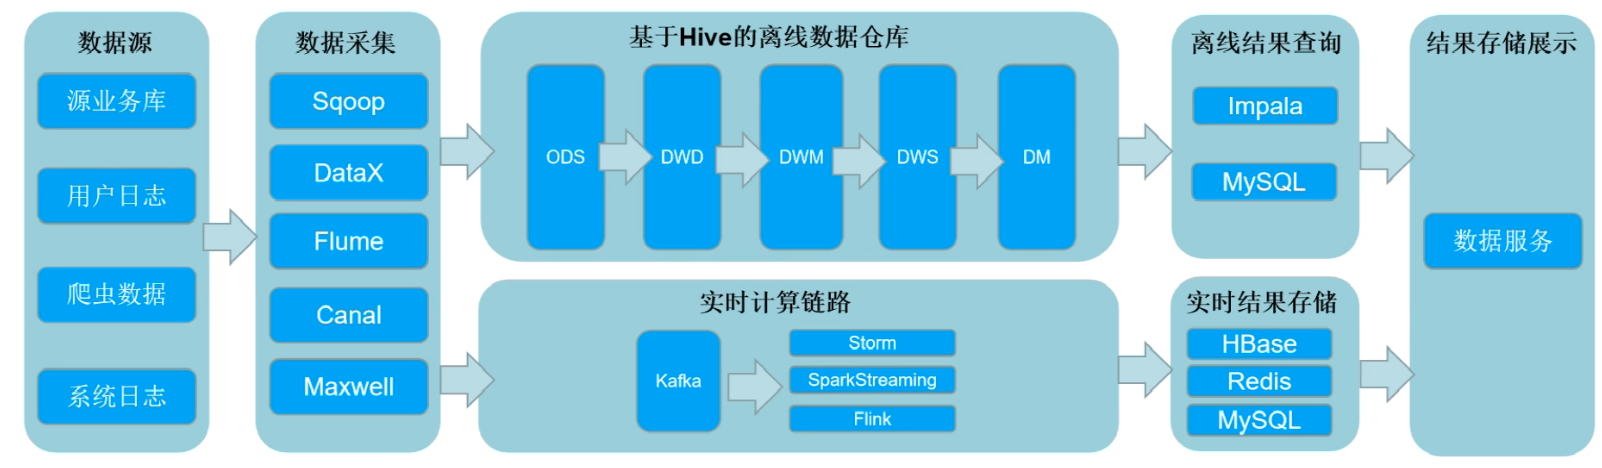 数据源
源业务库
用户日志
爬虫数据
系统日志
数据采集
Sqoop
DataX
Flume
Canal
Maxwell
基于Hive的离线数据仓库
ODS
DWD
DWM
DWS
DM
实时计算链路
Kafka
Storm
SparkStreaming
Flink
离线结果查询
Impala
MySQL
实时结果存储
HBase
Redis
MySQL
结果存储展示
数据服务